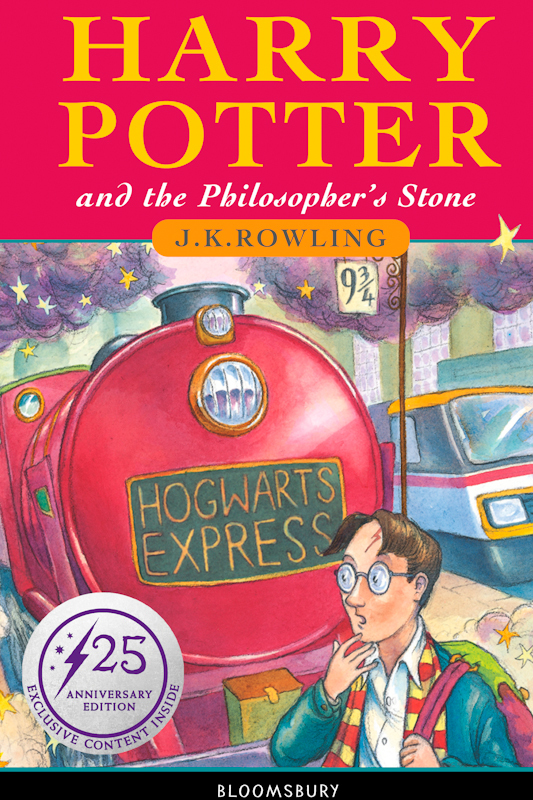 HARRY
POTTER
and the Philosopher's Stone
J.K.ROWLING
9¾
HOGWARTS
EXPRESS
25
ANNIVERSARY
EDITION
EXCLUSIVE CONTENT INSIDE
BLOOMSBURY